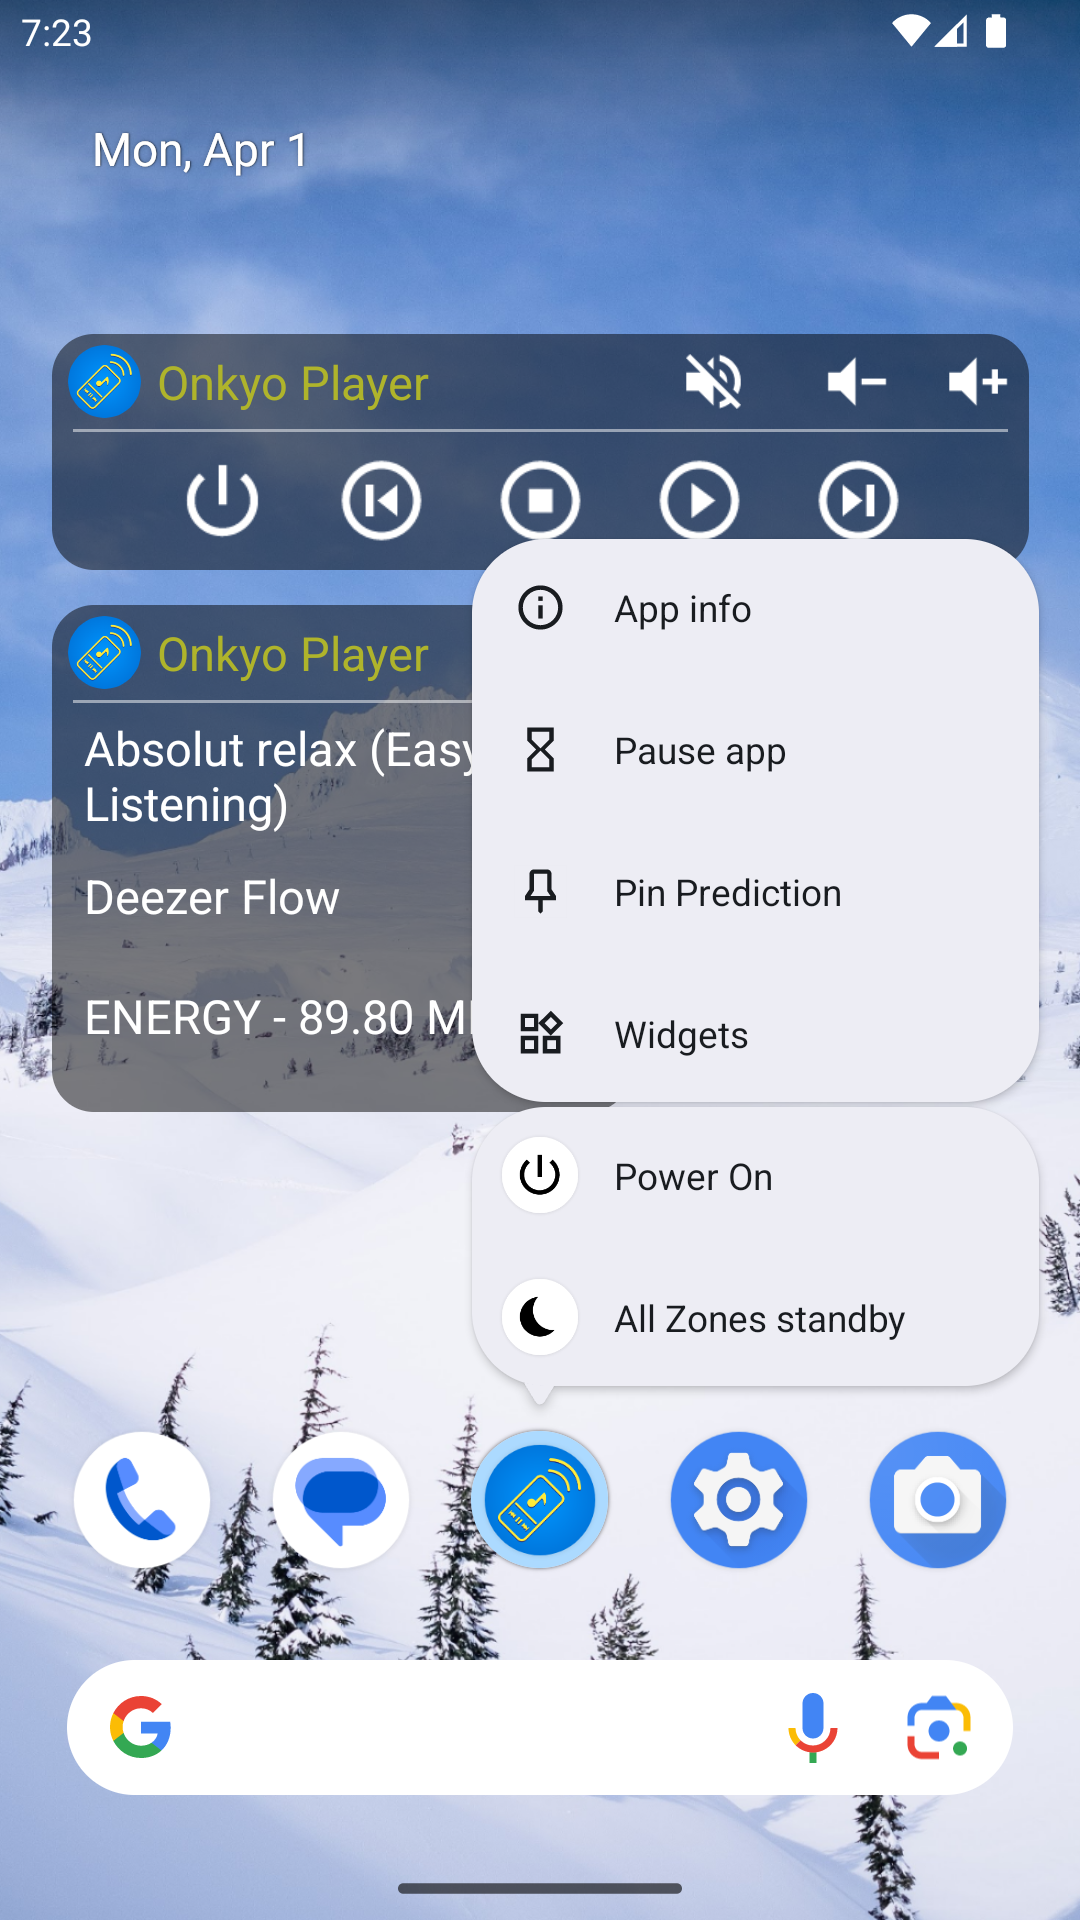 7:23
Mon, Apr 1
Onkyo Player
Onkyo Player
Absolut relax (Easy
Listening)
Deezer Flow
ENERGY - 89.80
App info
Pause app
Pin Prediction
Widgets
Power On
All Zones standby